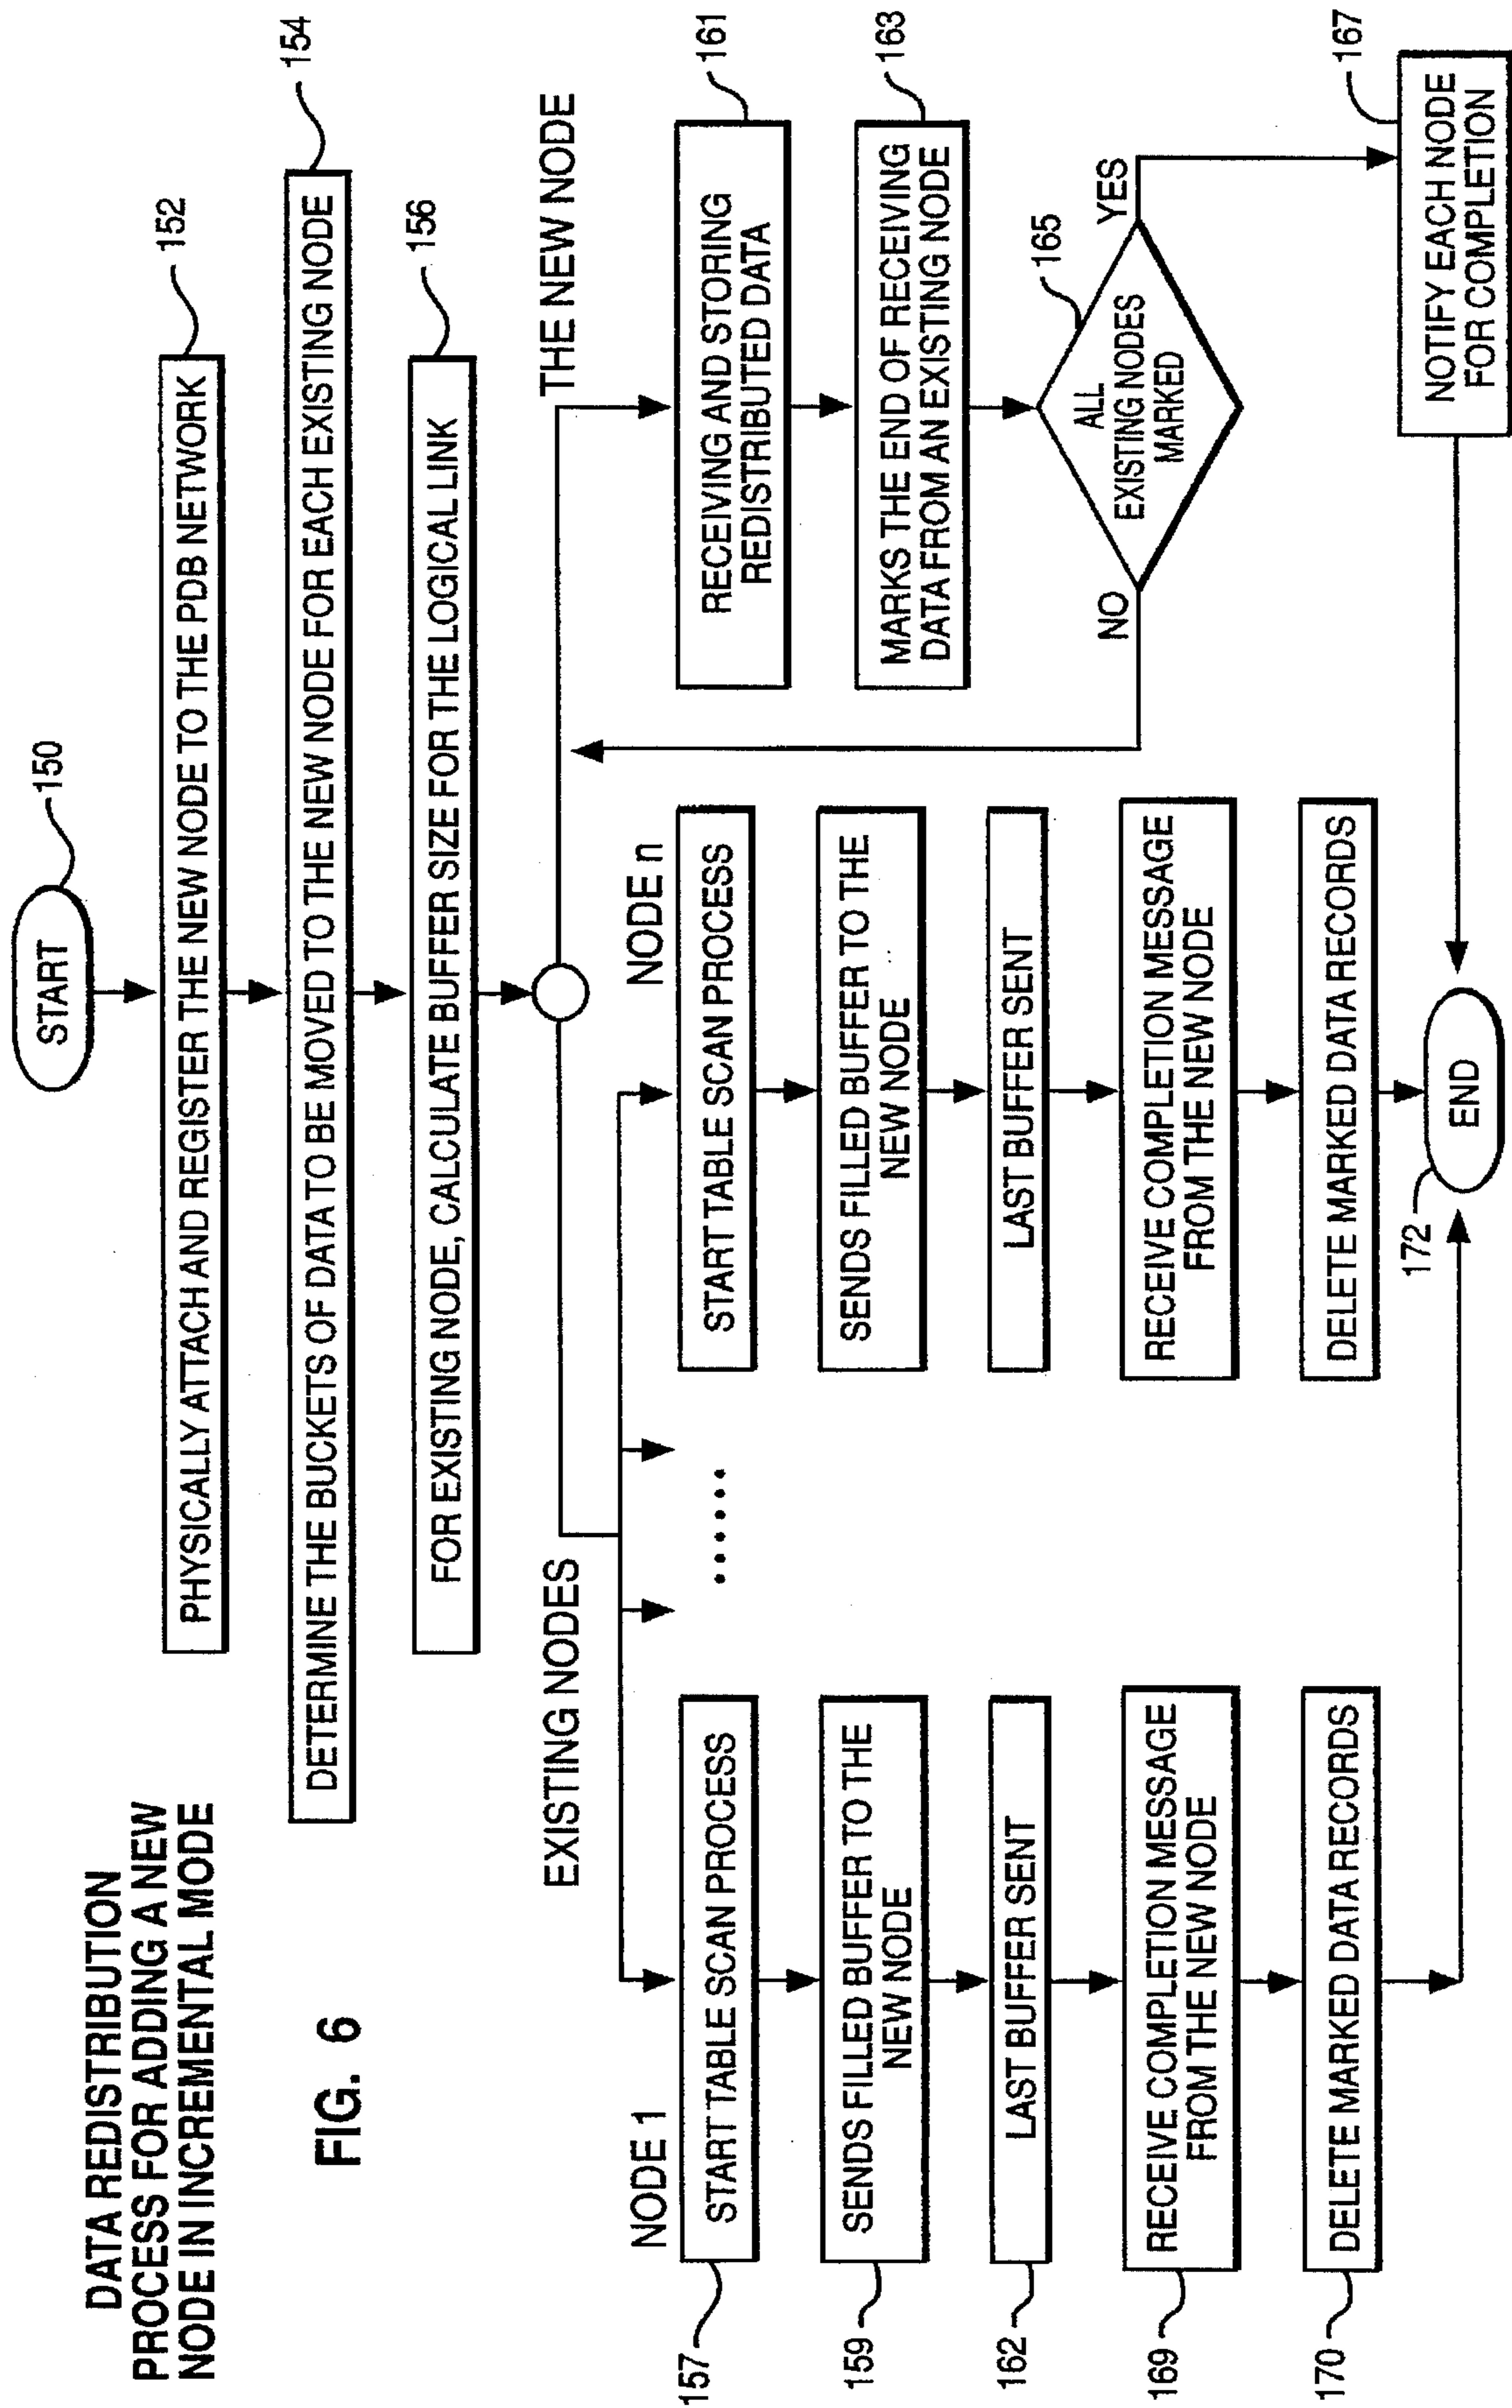 DATA REDISTRIBUTION
PROCESS FOR ADDING A NEW
NODE IN INCREMENTAL MODE
FIG. 6
START
150
PHYSICALLY ATTACH AND REGISTER THE NEW NODE TO THE PDB NETWORK
152
DETERMINE THE BUCKETS OF DATA TO BE MOVED TO THE NEW NODE FOR EACH EXISTING NODE
154
FOR EXISTING NODE, CALCULATE BUFFER SIZE FOR THE LOGICAL LINK
156
EXISTING NODES
THE NEW NODE
NODE 1
START TABLE SCAN PROCESS
157
SENDS FILLED BUFFER TO THE
NEW NODE
159
LAST BUFFER SENT
162
RECEIVE COMPLETION MESSAGE
FROM THE NEW NODE
169
DELETE MARKED DATA RECORDS
170
.......
NODE n
START TABLE SCAN PROCESS
SENDS FILLED BUFFER TO THE
NEW NODE
LAST BUFFER SENT
RECEIVE COMPLETION MESSAGE
FROM THE NEW NODE
DELETE MARKED DATA RECORDS
RECEIVING AND STORING
REDISTRIBUTED DATA
161
MARKS THE END OF RECEIVING
DATA FROM AN EXISTING NODE
163
ALL
EXISTING NODES
MARKED
165
NO
YES
NOTIFY EACH NODE
FOR COMPLETION
167
END
172